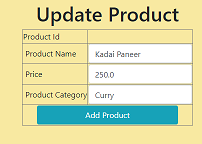 Update Product
Product Id
Product Name Kadai Paneer
Price 250.0
Product Category Curry
Add Product